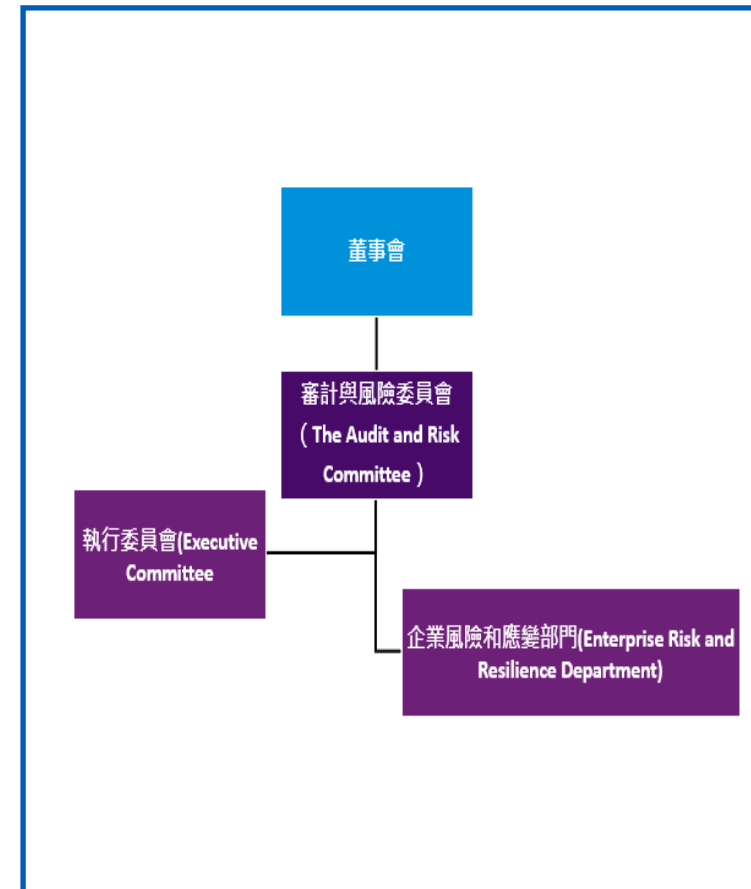 董事會
審計與風險委員會
（The Audit and Risk
Committee）
執行委員會(Executive
Committee
企業風險和應變部門(Enterprise Risk and
Resilience Department)